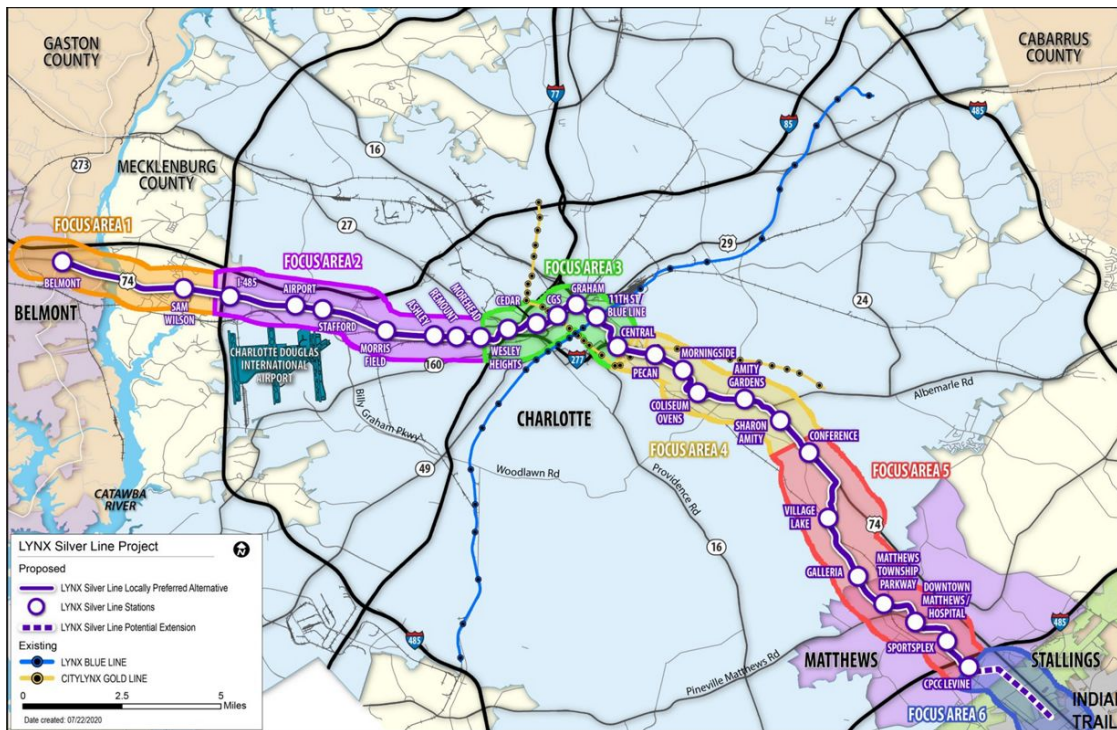 GASTON
COUNTY
CABARRUS
COUNTY
77
485
85
16
273
MECKLENBURG
COUNTY
27
29
24
FOCUS AREA 1
FOCUS AREA 2
FOCUS AREA 3
BELMONT
74
SAM
WILSON
I-485
AIRPORT
STAFFORD
MORRIS
FIELD
ASHLEY
REMOUNT
MOREHEAD
WESLEY
HEIGHTS
CEDAR
CGS
GRAHAM
11TH ST /
BLUE LINE
CENTRAL
PECAN
MORNINGSIDE
COLISEUM
OVENS
AMITY
GARDENS
SHARON
AMITY
CONFERENCE
BELMONT
CHARLOTTE DOUGLAS
INTERNATIONAL
AIRPORT
160
277
Albemarle Rd
Billy Graham Pkwy
CHARLOTTE
FOCUS AREA 4
FOCUS AREA 5
49
Woodlawn Rd
Providence Rd
CATAWBA
RIVER
VILLAGE
LAKE
74
16
GALLERIA
MATTHEWS
TOWNSHIP
PARKWAY
DOWNTOWN
MATTHEWS /
HOSPITAL
485
485
SPORTSPLEX
MATTHEWS
STALLINGS
Pineville Matthews Rd
CPCC LEVINE
INDIAN
TRAIL
FOCUS AREA 6
LYNX Silver Line Project
N
Proposed
LYNX Silver Line Locally Preferred Alternative
LYNX Silver Line Stations
LYNX Silver Line Potential Extension
Existing
LYNX BLUE LINE
CITYLYNX GOLD LINE
0 2.5 5
Miles
Date created: 07/22/2020